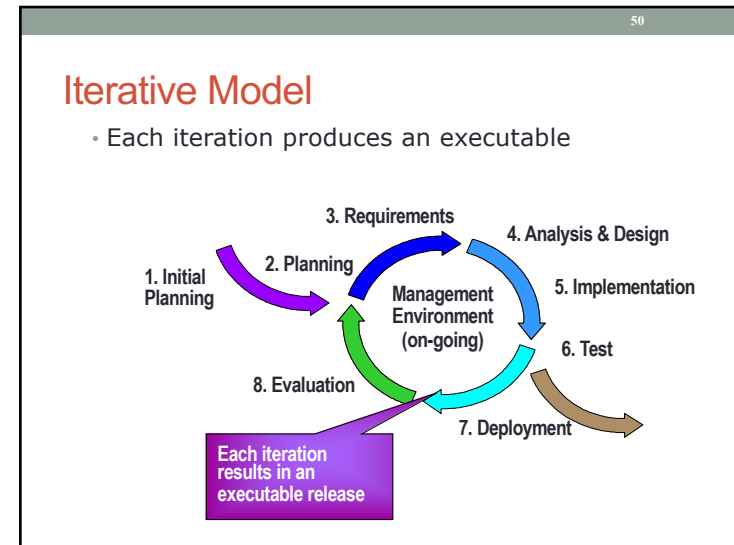 50
Iterative Model
• Each iteration produces an executable
3. Requirements
4. Analysis & Design
2. Planning
1. Initial
Planning
5. Implementation
Management
Environment
(on-going)
6. Test
8. Evaluation
7. Deployment
Each iteration
results in an
executable release